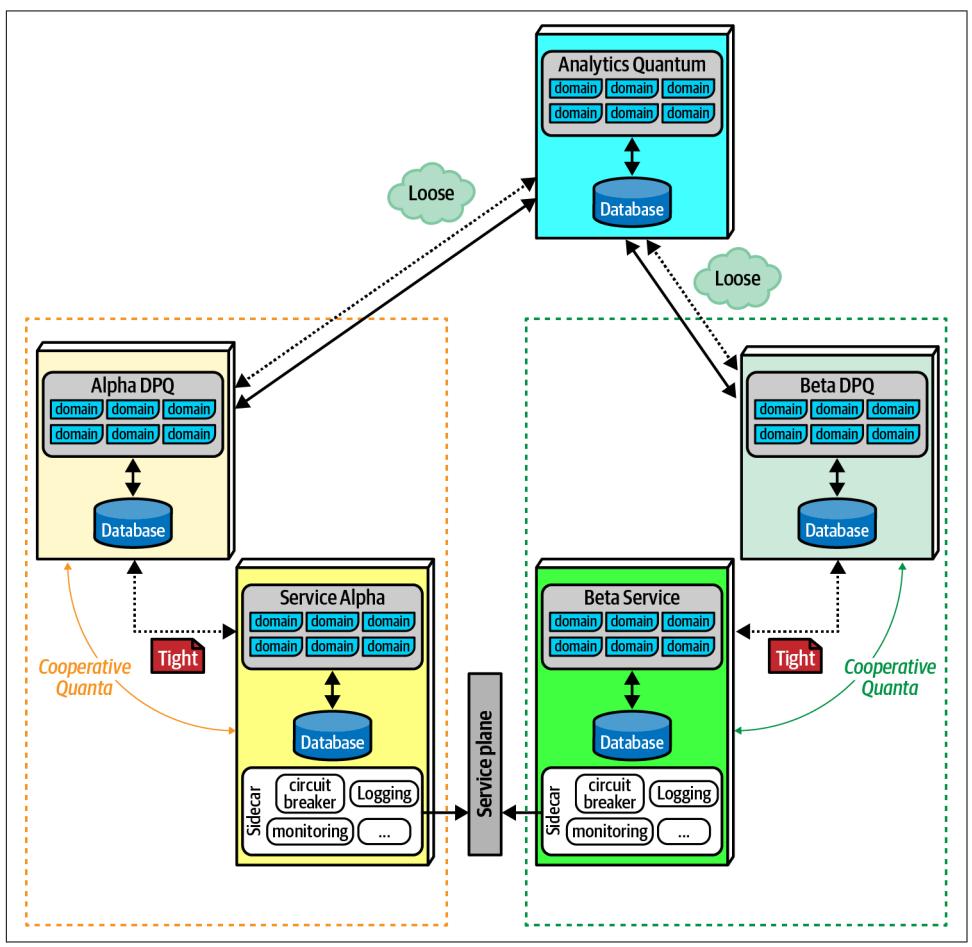 Analytics Quantum
domain domain domain
domain domain domain
Database
Loose
Loose
Alpha DPQ
domain domain domain
domain domain domain
Database
Beta DPQ
domain domain domain
domain domain domain
Database
Tight
Cooperative
Quanta
Service Alpha
domain domain domain
domain domain domain
Database
Sidecar
circuit
breaker
Logging
monitoring
...
Service plane
Beta Service
domain domain domain
domain domain domain
Database
Sidecar
circuit
breaker
Logging
monitoring
...
Tight
Cooperative
Quanta